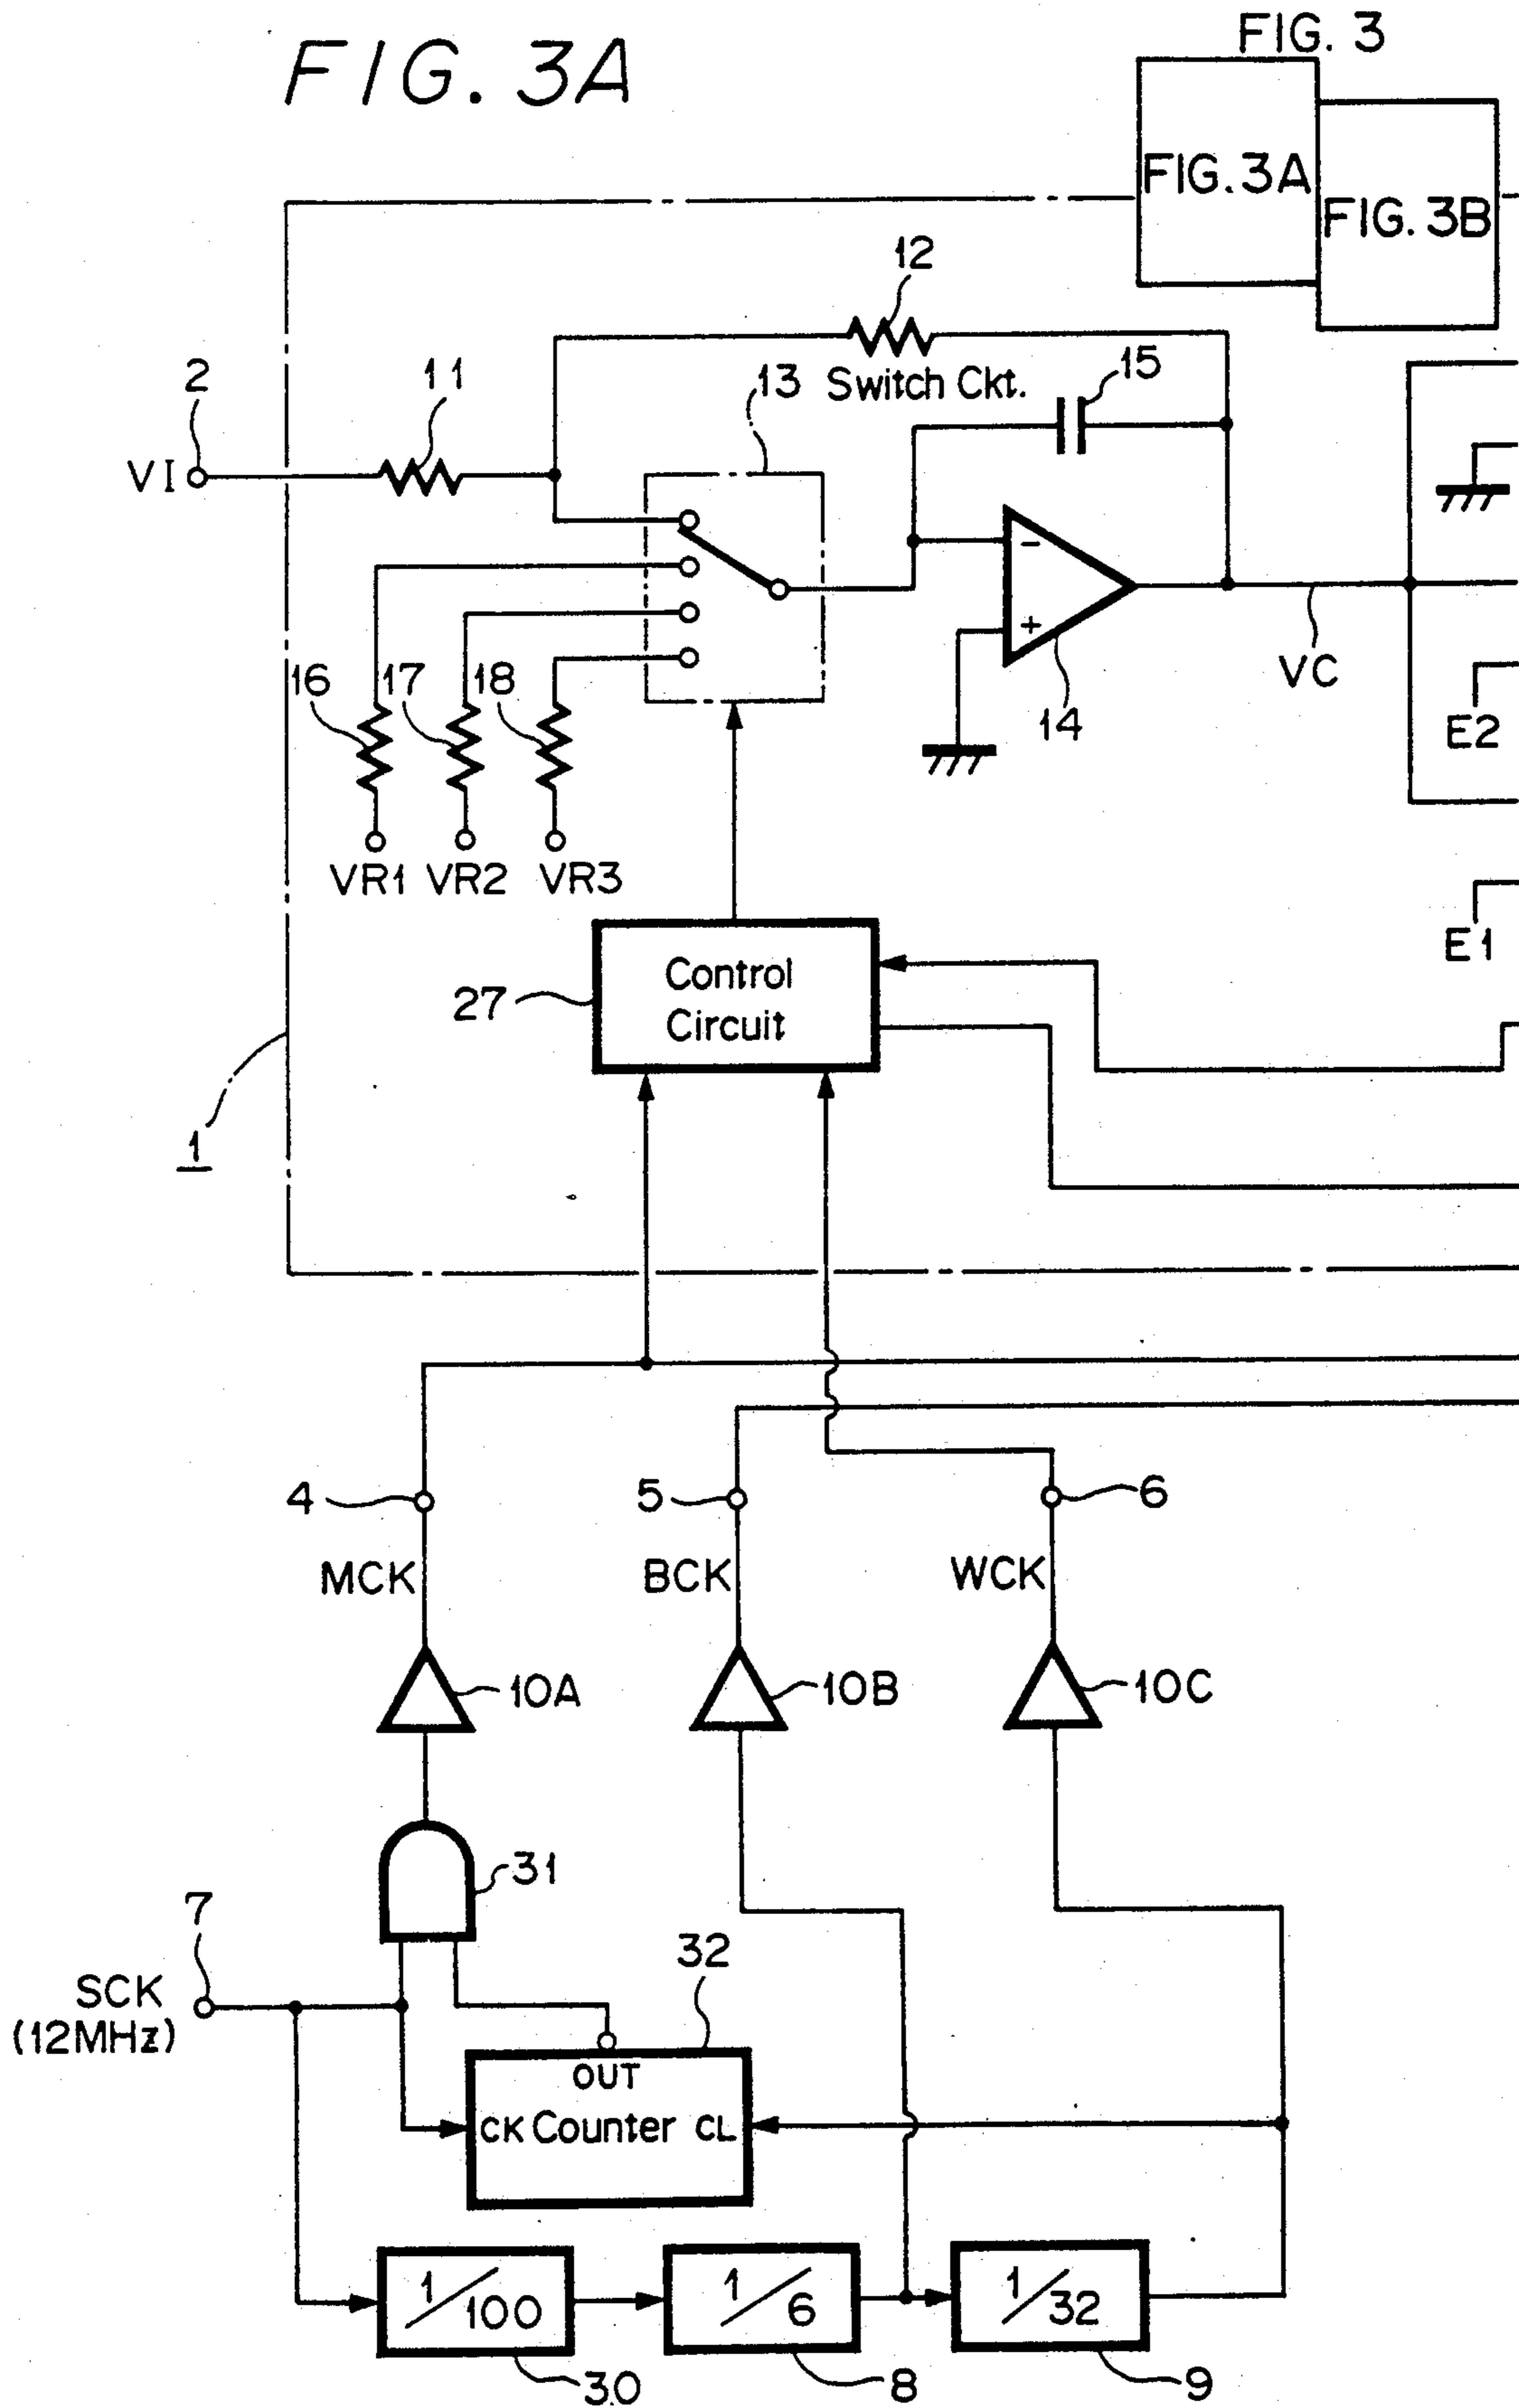 FIG. 3A
FIG. 3
FIG. 3A
FIG. 3B
12
2
11
13 Switch Ckt.
15
VI
-
+
16
17
18
14
VC
E2
VR1 VR2 VR3
E1
27
Control
Circuit
1
4
5
6
MCK
BCK
WCK
10A
10B
10C
31
7
32
SCK
(12MHz)
OUT
CK Counter CL
1/100
1/6
1/32
30
8
9